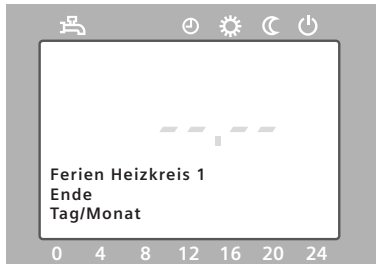 --.--
Ferien Heizkreis 1
Ende
Tag/Monat
0 4 8 12 16 20 24